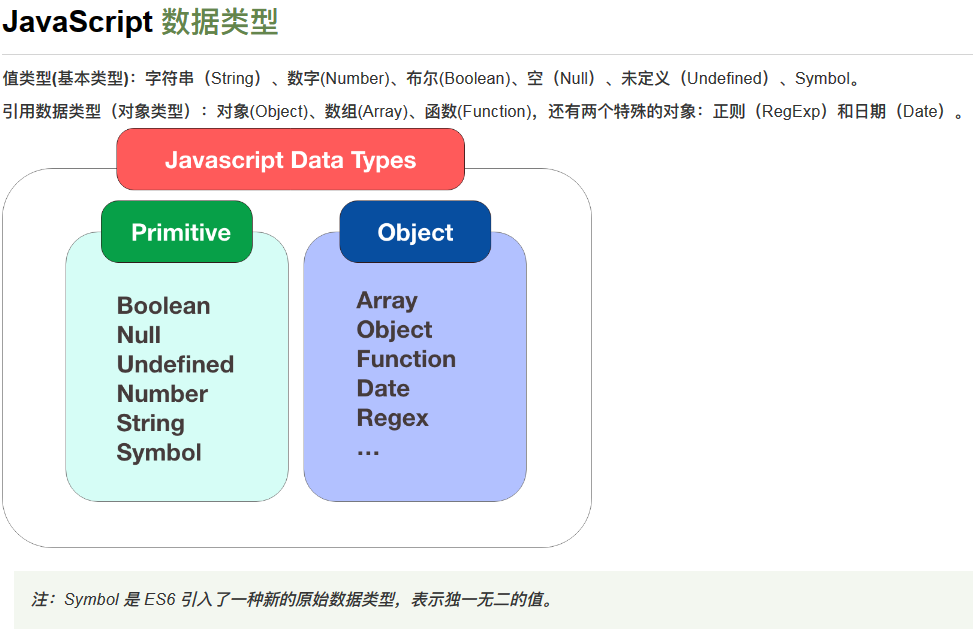 JavaScript 数据类型
值类型(基本类型)：字符串（String）、数字(Number)、布尔(Boolean)、空（Null）、未定义（Undefined）、Symbol。
引用数据类型（对象类型）：对象(Object)、数组(Array)、函数(Function)，还有两个特殊的对象：正则（RegExp）和日期（Date）。
Javascript Data Types
Primitive
Boolean
Null
Undefined
Number
String
Symbol
Object
Array
Object
Function
Date
Regex
...
注：Symbol 是 ES6 引入了一种新的原始数据类型，表示独一无二的值。